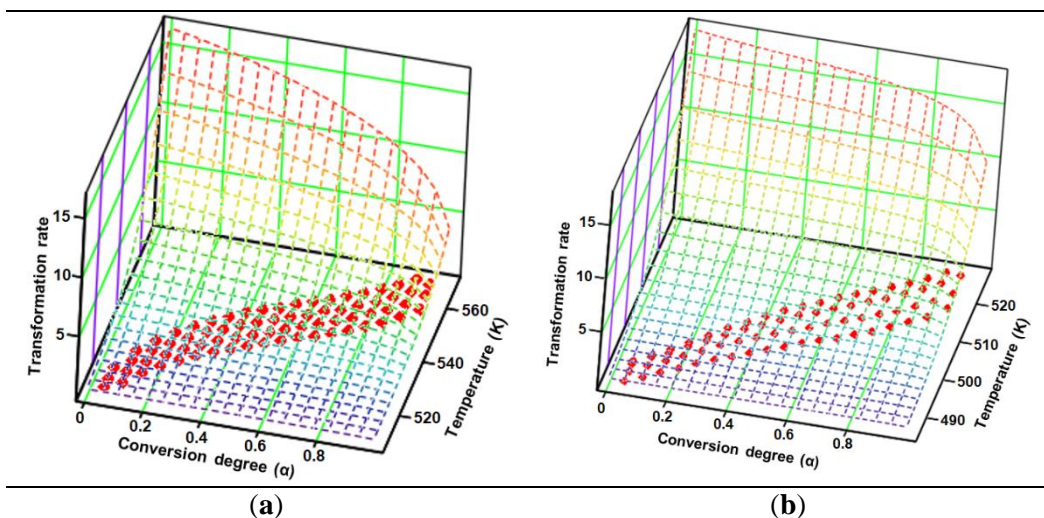 Transformation rate
15
10
5
0
0.2
0.4
0.6
0.8
Conversion degree (α)
520
540
560
Temperature (K)
(a)
Transformation rate
15
10
5
0
0.2
0.4
0.6
0.8
Conversion degree (α)
490
500
510
520
Temperature (K)
(b)